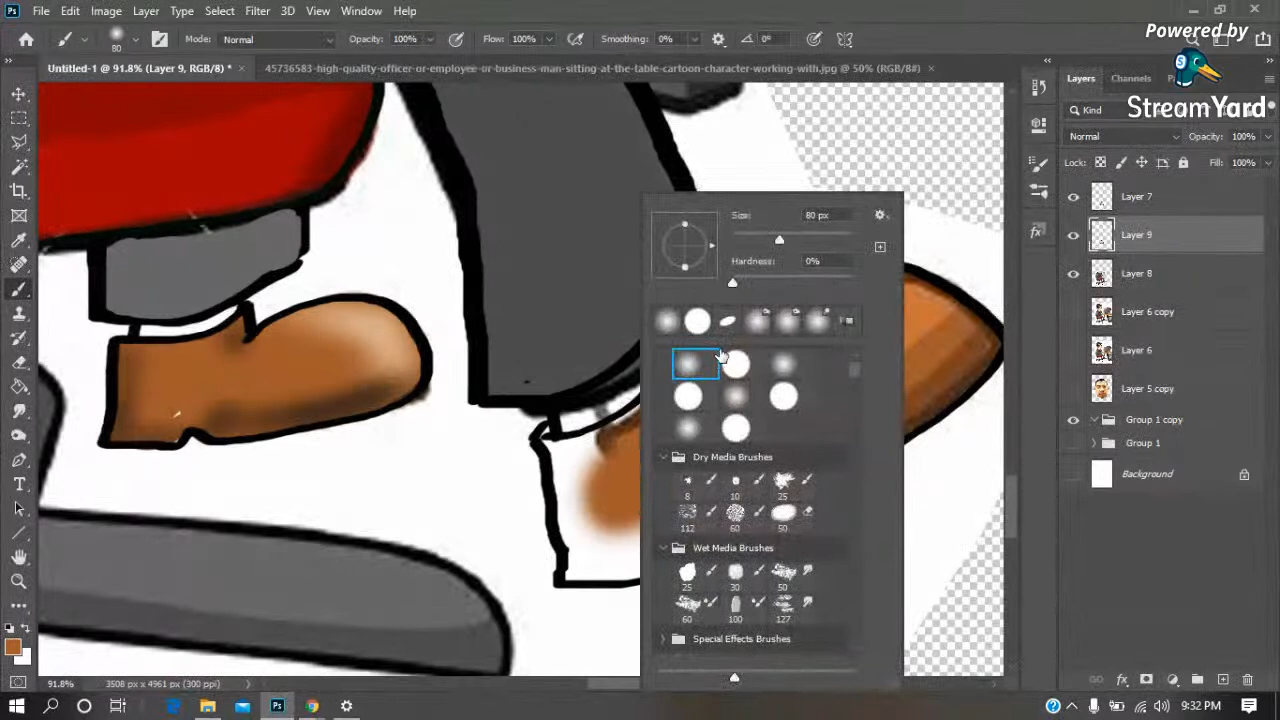 Ps File Edit Image Layer Type Select Filter 3D View Window Help
Powered by
StreamYard
80 Mode: Normal Opacity: 100% Flow: 100% Smoothing: 0% 0°
Untitled-1 @ 91.8% (Layer 9, RGB/8) * × 45736583-high-quality-officer-or-employee-or-business-man-sitting-at-the-table-cartoon-character-working-with.jpg @ 50% (RGB/8#) ×
Layers Channels
Kind
Normal Opacity: 100%
Lock: Fill: 100%
Layer 7
Layer 9
Layer 8
Layer 6 copy
Layer 6
Layer 5 copy
Group 1 copy
Group 1
Background
Size: 80 px
Hardness: 0%
Dry Media Brushes
8 10 25
112 60 50
Wet Media Brushes
25 30 50
60 100 127
Special Effects Brushes
91.8% 3508 px x 4961 px (300 ppi)
Ps 9:32 PM